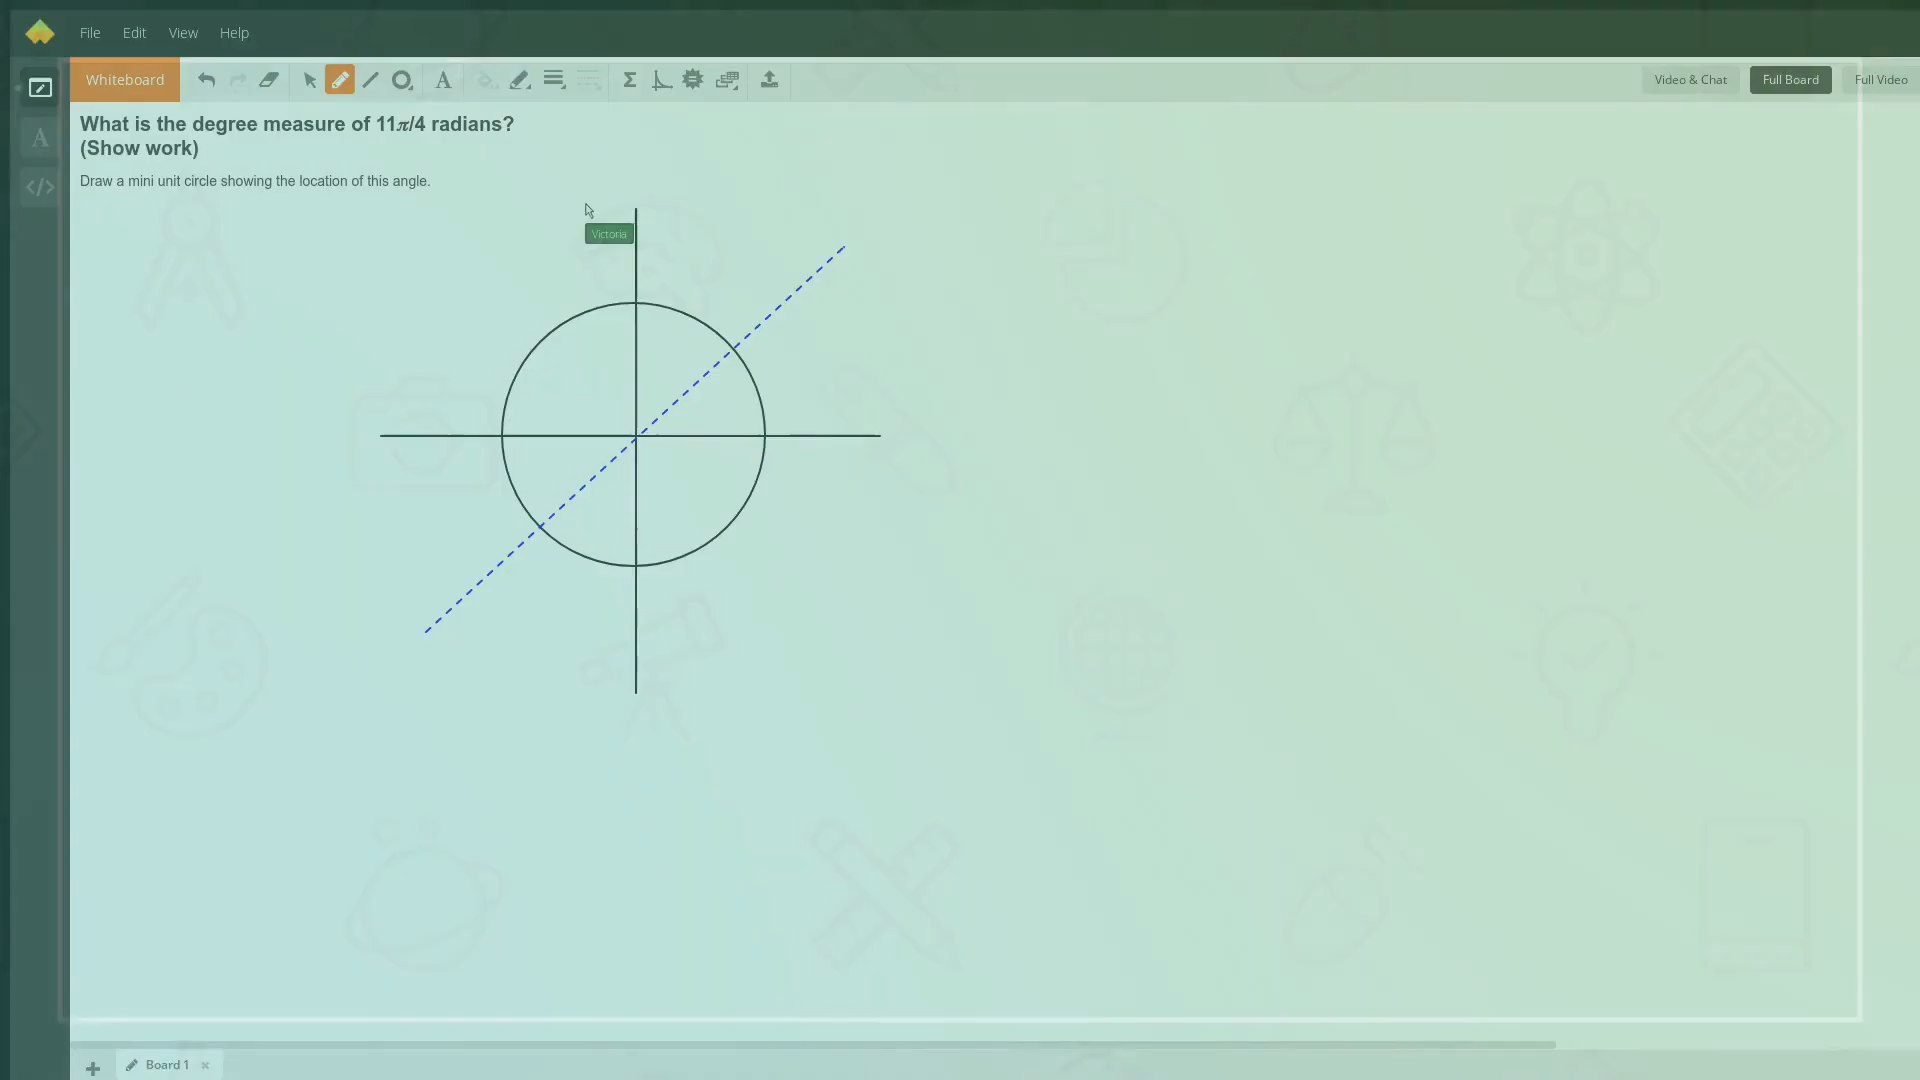 File Edit View Help
Whiteboard A Σ Video & Chat Full Board Full Video
A
</>
What is the degree measure of 11𝜋/4 radians?
(Show work)
Draw a mini unit circle showing the location of this angle.
Victoria
+ Board 1 ×